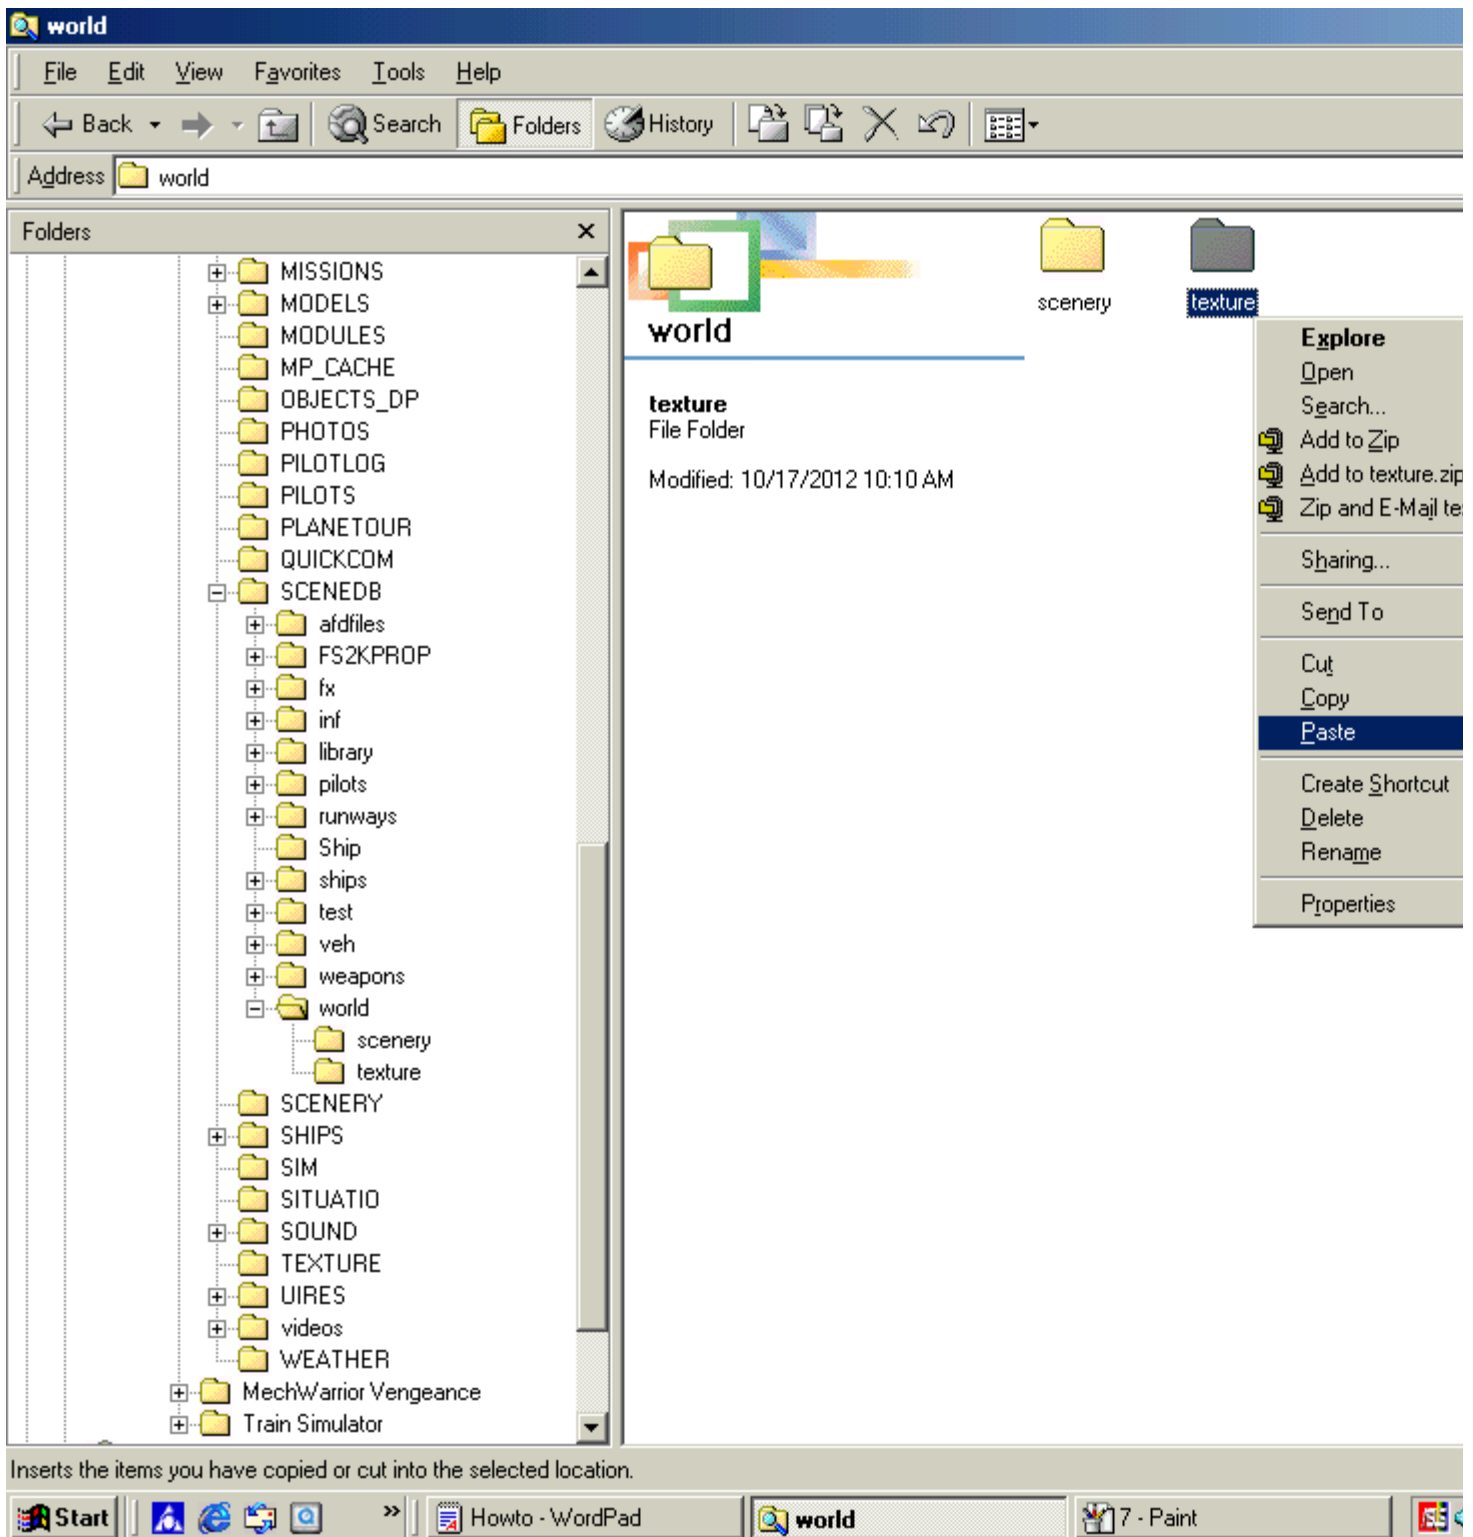 world
File Edit View Favorites Tools Help
Back Search Folders History
Address world
Folders
MISSIONS
MODELS
MODULES
MP_CACHE
OBJECTS_DP
PHOTOS
PILOTLOG
PILOTS
PLANETOUR
QUICKCOM
SCENEDB
afdfiles
FS2KPROP
fx
inf
library
pilots
runways
Ship
ships
test
veh
weapons
world
scenery
texture
SCENERY
SHIPS
SIM
SITUATIO
SOUND
TEXTURE
UIRES
videos
WEATHER
MechWarrior Vengeance
Train Simulator
world
texture
File Folder
Modified: 10/17/2012 10:10 AM
scenery
texture
Explore
Open
Search...
Add to Zip
Add to texture.zip
Zip and E-Mail te
Sharing...
Send To
Cut
Copy
Paste
Create Shortcut
Delete
Rename
Properties
Inserts the items you have copied or cut into the selected location.
Start » Howto - WordPad world 7 - Paint